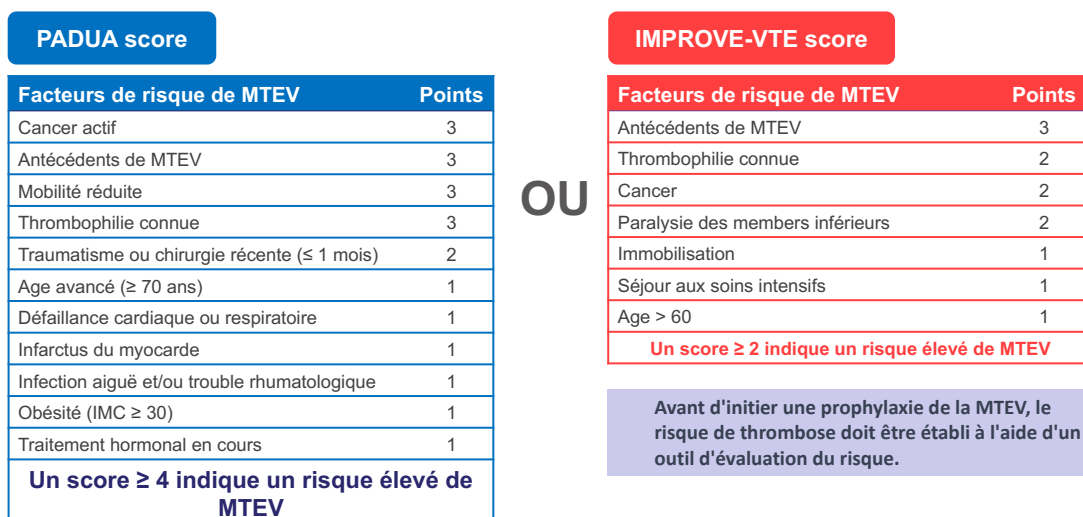 PADUA score
Facteurs de risque de MTEV Points
Cancer actif 3
Antécédents de MTEV 3
Mobilité réduite 3
Thrombophilie connue 3
Traumatisme ou chirurgie récente (≤ 1 mois) 2
Age avancé (≥ 70 ans) 1
Défaillance cardiaque ou respiratoire 1
Infarctus du myocarde 1
Infection aiguë et/ou trouble rhumatologique 1
Obésité (IMC ≥ 30) 1
Traitement hormonal en cours 1
Un score ≥ 4 indique un risque élevé de
MTEV
OU
IMPROVE-VTE score
Facteurs de risque de MTEV Points
Antécédents de MTEV 3
Thrombophilie connue 2
Cancer 2
Paralysie des members inférieurs 2
Immobilisation 1
Séjour aux soins intensifs 1
Age > 60 1
Un score ≥ 2 indique un risque élevé de MTEV
Avant d'initier une prophylaxie de la MTEV, le
risque de thrombose doit être établi à l'aide d'un
outil d'évaluation du risque.